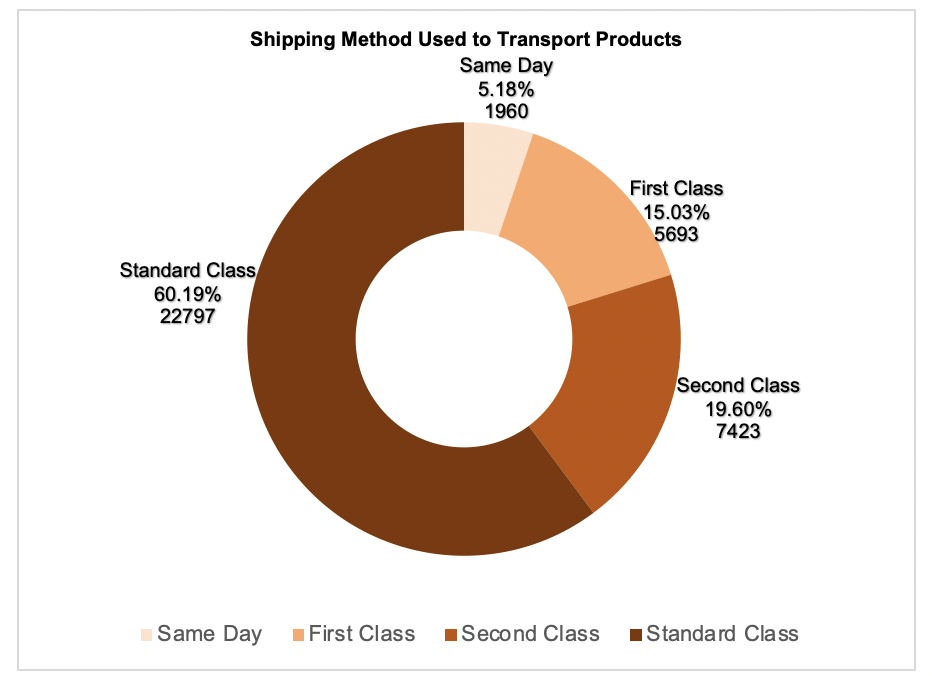 Shipping Method Used to Transport Products
Same Day
5.18%
1960
First Class
15.03%
5693
Second Class
19.60%
7423
Standard Class
60.19%
22797
Same Day First Class Second Class Standard Class